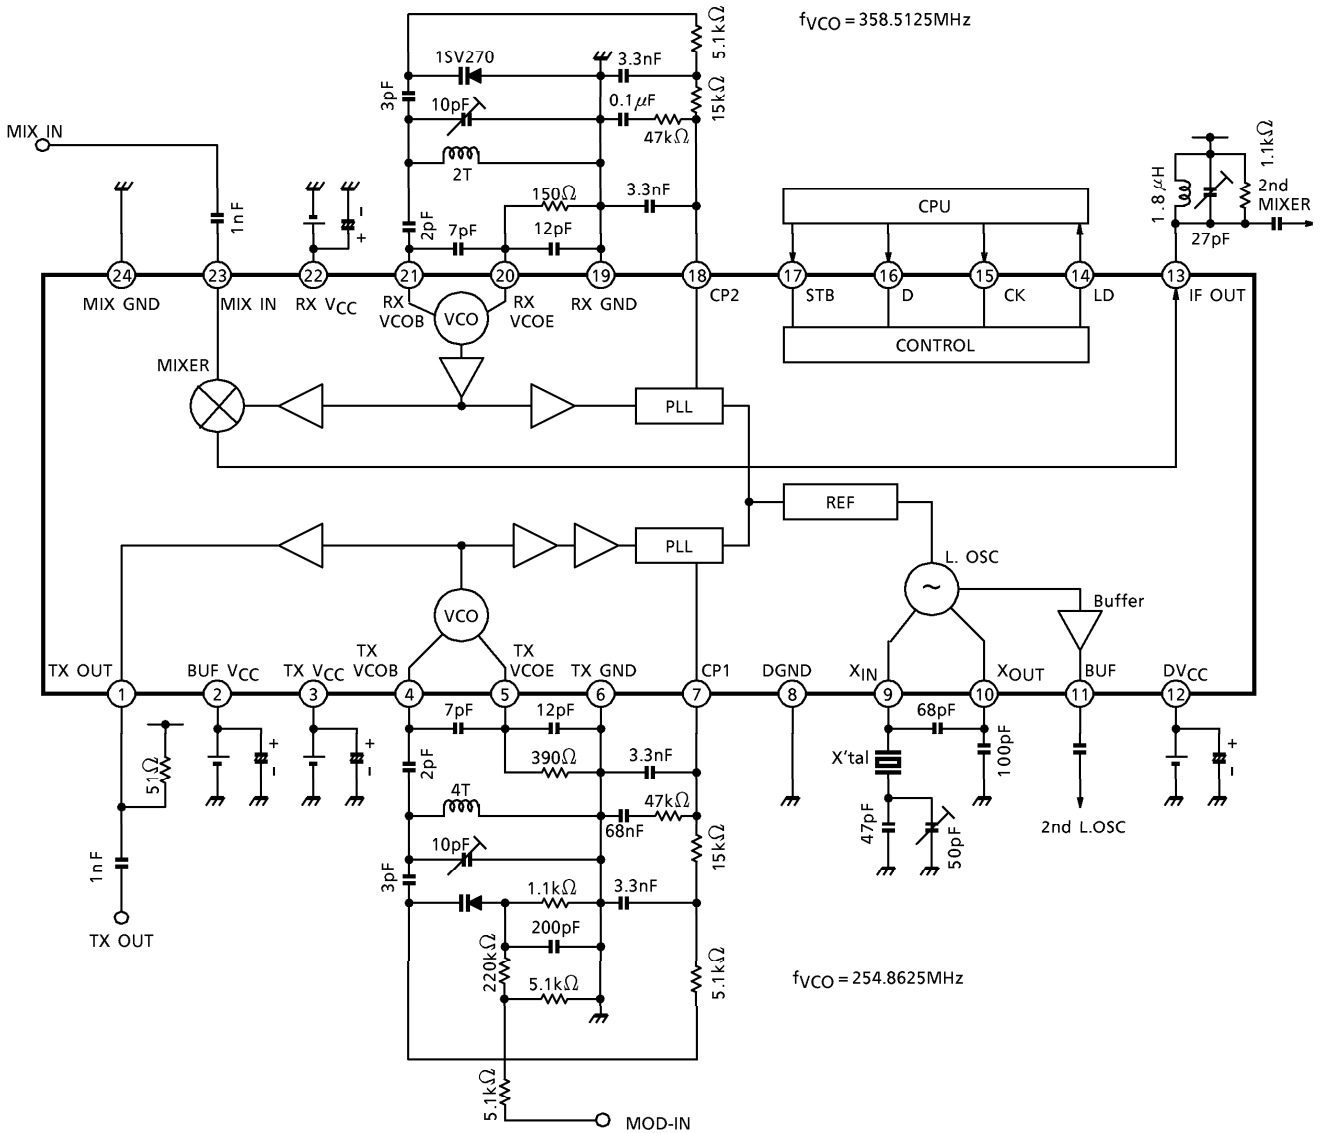 fVCO = 358.5125MHz
5.1kΩ
1SV270
3.3nF
3pF
10pF
0.1μF
15kΩ
47kΩ
MIX IN
2T
1.1kΩ
1.8μH
2nd
MIXER
27pF
CPU
150Ω
3.3nF
1nF
2pF
7pF
12pF
−
+
24
23
22
21
20
19
18
17
16
15
14
13
MIX GND
MIX IN
RX VCC
RX
VCOB
VCO
RX
VCOE
RX GND
CP2
STB
D
CK
LD
IF OUT
CONTROL
MIXER
PLL
REF
PLL
L. OSC
~
Buffer
VCO
TX OUT
BUF VCC
TX VCC
TX
VCOB
TX
VCOE
TX GND
CP1
DGND
XIN
XOUT
BUF
DVCC
1
2
3
4
5
6
7
8
9
10
11
12
7pF
12pF
68pF
+
−
+
−
+
−
51Ω
2pF
390Ω
3.3nF
X'tal
100pF
4T
47kΩ
68nF
47pF
50pF
2nd L.OSC
1nF
10pF
15kΩ
3pF
1.1kΩ
3.3nF
TX OUT
200pF
220kΩ
5.1kΩ
5.1kΩ
fVCO = 254.8625MHz
5.1kΩ
MOD-IN